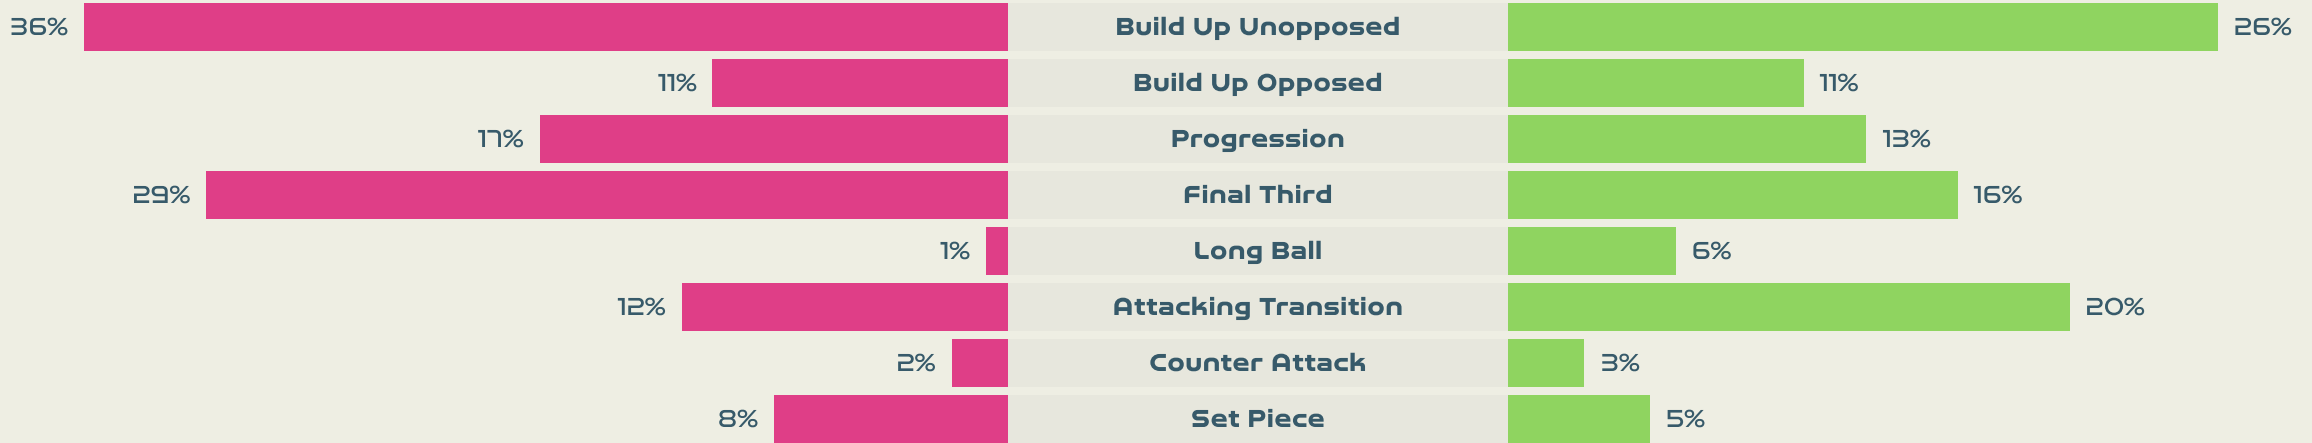 36% Build Up Unopposed 26%
11% Build Up Opposed 11%
17% Progression 13%
29% Final Third 16%
1% Long Ball 6%
12% Attacking Transition 20%
2% Counter Attack 3%
8% Set Piece 5%